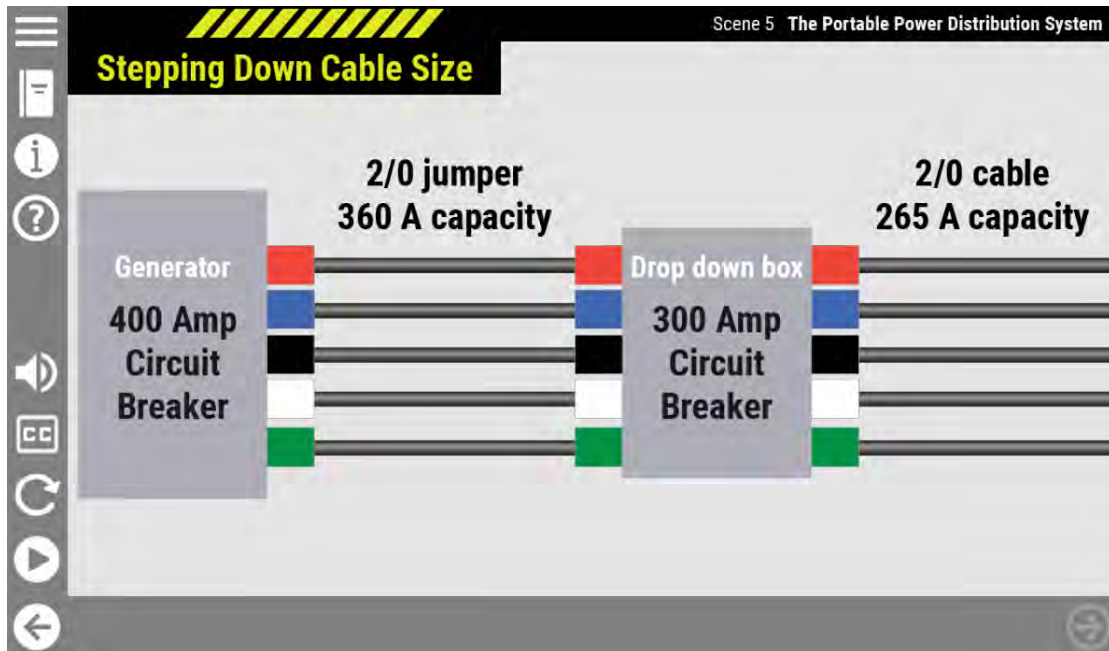 Scene 5 The Portable Power Distribution System
Stepping Down Cable Size
2/0 jumper
360 A capacity
2/0 cable
265 A capacity
Generator
400 Amp
Circuit
Breaker
Drop down box
300 Amp
Circuit
Breaker
i
?
CC